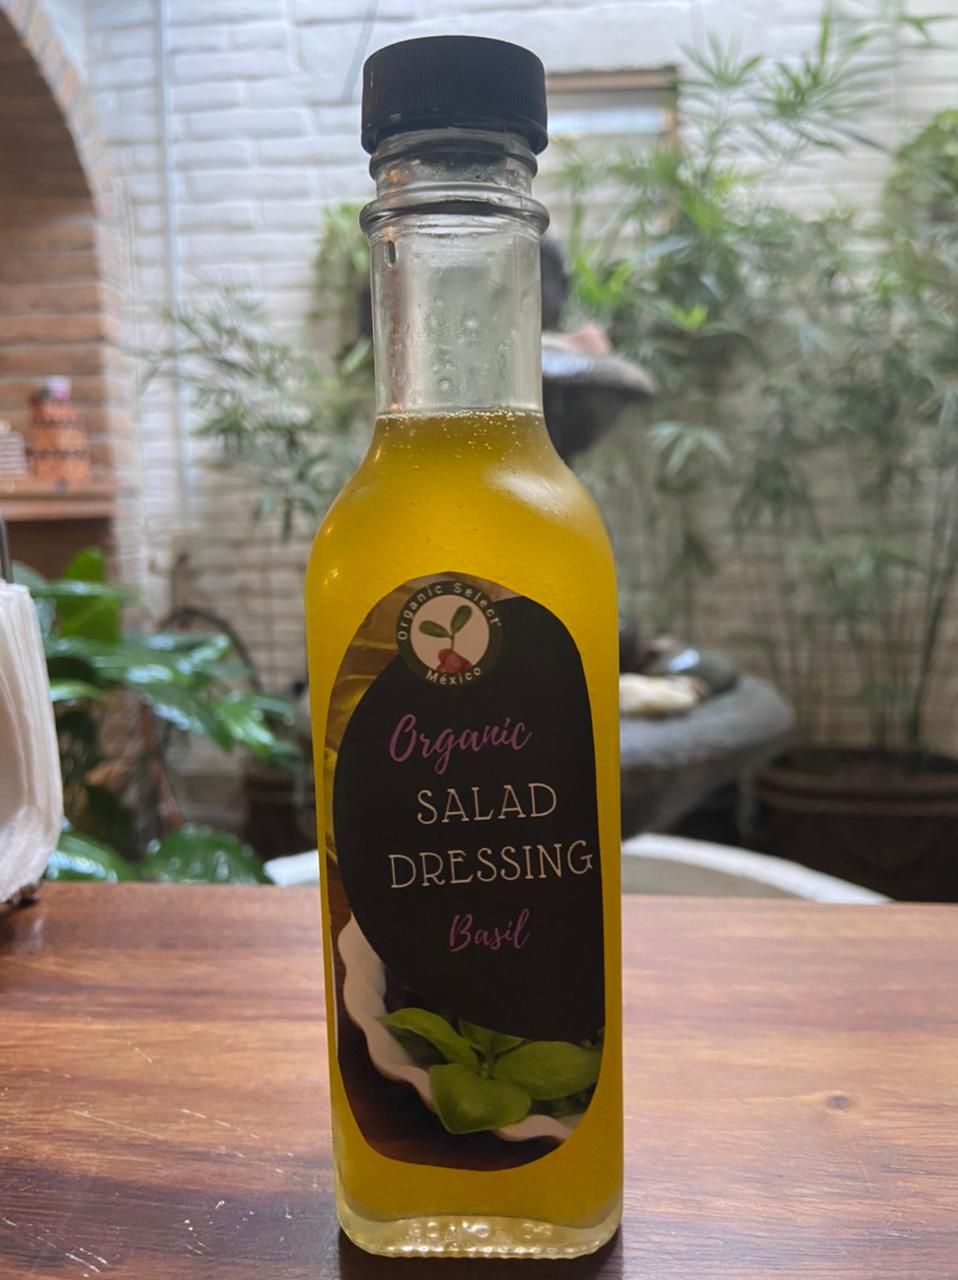 Organic Select
México
Organic
SALAD
DRESSING
Basil